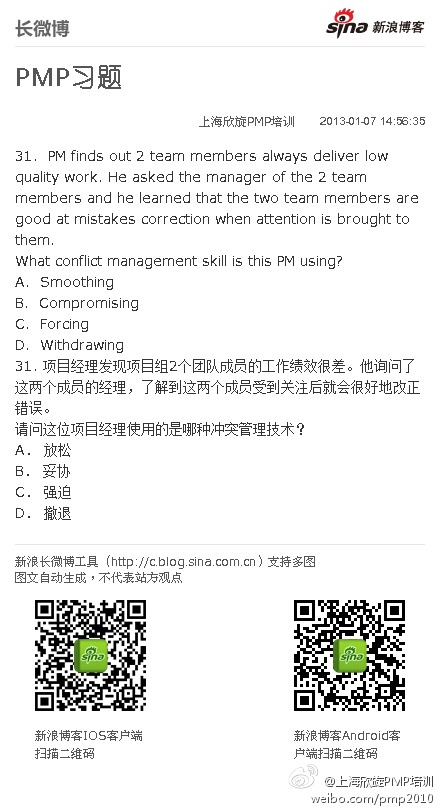 长微博
sina 新浪博客
PMP习题
上海欣旋PMP培训 2013-01-07 14:56:35
31. PM finds out 2 team members always deliver low
quality work. He asked the manager of the 2 team
members and he learned that the two team members are
good at mistakes correction when attention is brought to
them.
What conflict management skill is this PM using?
A. Smoothing
B. Compromising
C. Forcing
D. Withdrawing
31. 项目经理发现项目组2个团队成员的工作绩效很差。他询问了
这两个成员的经理，了解到这两个成员受到关注后就会很好地改正
错误。
请问这位项目经理使用的是哪种冲突管理技术？
A. 放松
B. 妥协
C. 强迫
D. 撤退
新浪长微博工具（http://c.blog.sina.com.cn）支持多图
图文自动生成，不代表站方观点
sina
sina
新浪博客IOS客户端
扫描二维码
新浪博客Android客
户端扫描二维码
@上海欣旋PMP培训
weibo.com/pmp2010